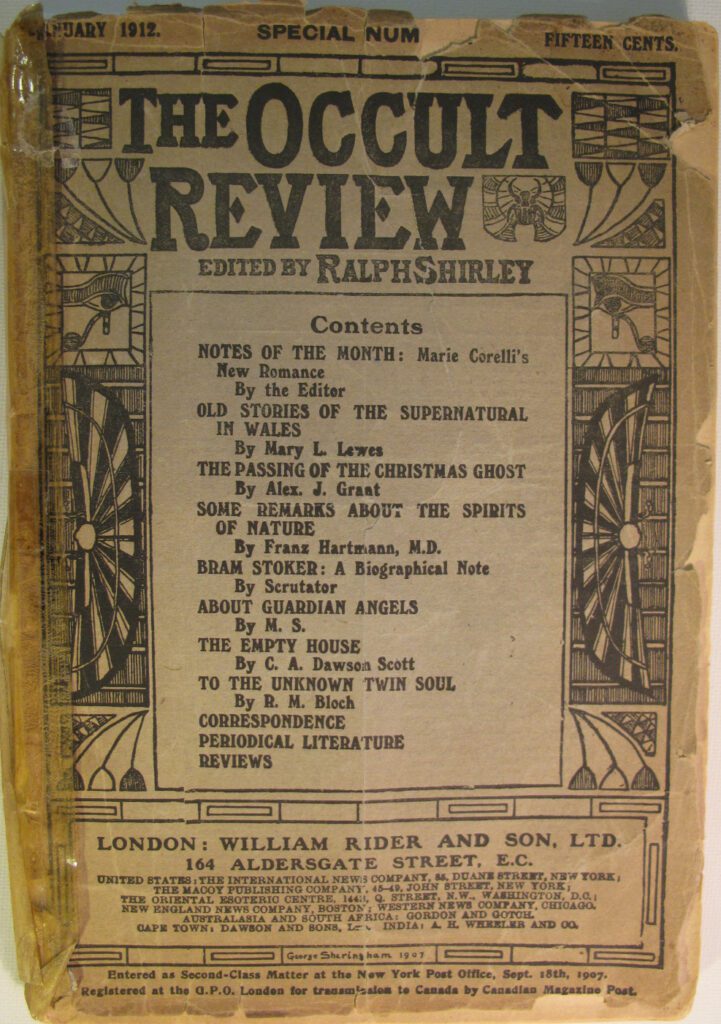 JANUARY 1912.
SPECIAL NUM
FIFTEEN CENTS.
THE OCCULT
REVIEW
EDITED BY RALPH SHIRLEY
Contents
NOTES OF THE MONTH: Marie Corelli's
New Romance
By the Editor
OLD STORIES OF THE SUPERNATURAL
IN WALES
By Mary L. Lewes
THE PASSING OF THE CHRISTMAS GHOST
By Alex. J. Grant
SOME REMARKS ABOUT THE SPIRITS
OF NATURE
By Franz Hartmann, M.D.
BRAM STOKER: A Biographical Note
By Scrutator
ABOUT GUARDIAN ANGELS
By M. S.
THE EMPTY HOUSE
By C. A. Dawson Scott
TO THE UNKNOWN TWIN SOUL
By R. M. Bloch
CORRESPONDENCE
PERIODICAL LITERATURE
REVIEWS
LONDON: WILLIAM RIDER AND SON, LTD.
164 ALDERSGATE STREET, E.C.
UNITED STATES: THE INTERNATIONAL NEWS COMPANY, DUANE STREET, NEW YORK;
THE MACOY PUBLISHING COMPANY, 45-49, JOHN STREET, NEW YORK;
THE ORIENTAL ESOTERIC CENTRE, Q. STREET, N.W., WASHINGTON, D.C.;
NEW ENGLAND NEWS COMPANY, BOSTON; WESTERN NEWS COMPANY, CHICAGO.
AUSTRALASIA AND SOUTH AFRICA: GORDON AND GOTCH.
CAPE TOWN: DAWSON AND SONS, INDIA: A. H. WHEELER AND CO.
George Sheringham 1907
Entered as Second-Class Matter at the New York Post Office, Sept. 18th, 1907.
Registered at the G.P.O. London for transmission to Canada by Canadian Magazine Post.